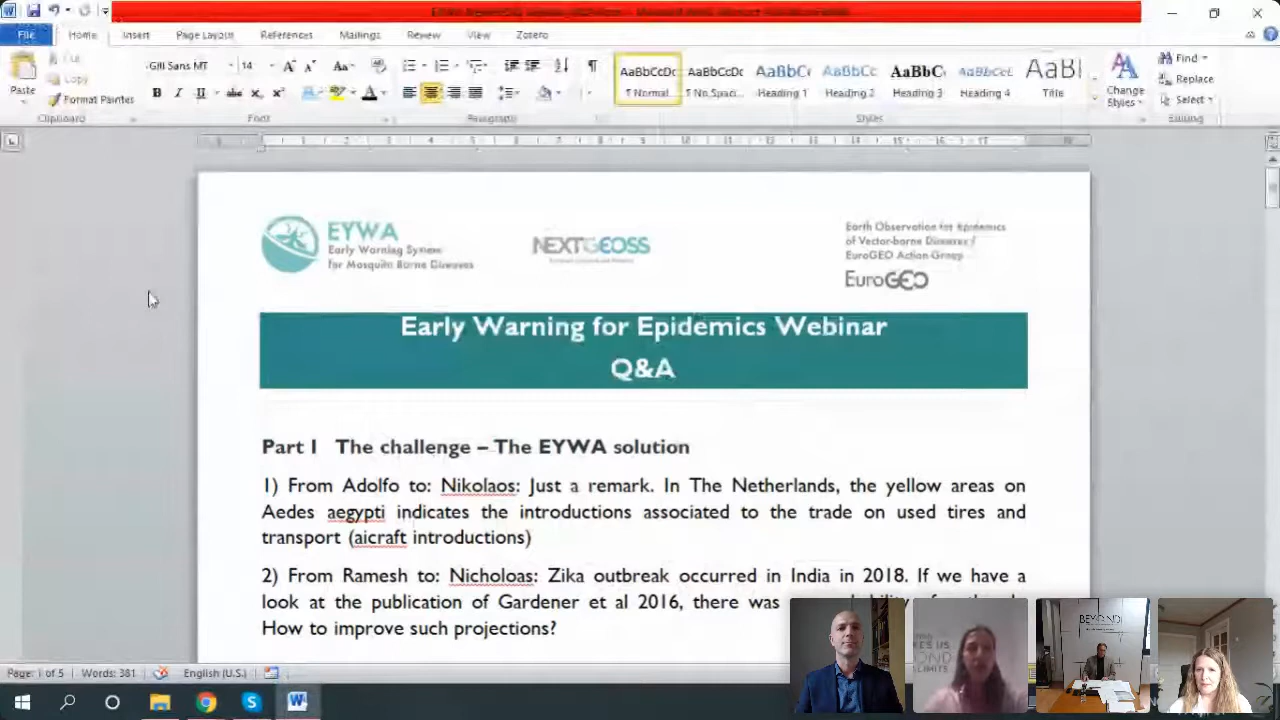 File Home Insert Page Layout References Mailings Review View Zotero
Cut
Gill Sans MT 14
AaBbCcDc AaBbCcDc AaBbCc AaBbCc AaBbC AaBbCcE AaBl
Find
Paste Copy
Replace
Format Painter
¶ Normal ¶ No Spaci... Heading 1 Heading 2 Heading 3 Heading 4 Title
Change Styles
Select
Clipboard Font Paragraph Styles Editing
EYWA
Early Warning System
for Mosquito Borne Diseases
NEXTGEOSS
Earth Observation for Epidemics
of Vector-borne Diseases /
EuroGEO Action Group
EuroGEO
Early Warning for Epidemics Webinar
Q&A
Part I The challenge – The EYWA solution
1) From Adolfo to: Nikolaos: Just a remark. In The Netherlands, the yellow areas on
Aedes aegypti indicates the introductions associated to the trade on used tires and
transport (aicraft introductions)
2) From Ramesh to: Nicholoas: Zika outbreak occurred in India in 2018. If we have a
look at the publication of Gardener et al 2016, there was
How to improve such projections?
BEYOND
Page: 1 of 5 Words: 381 English (U.S.)